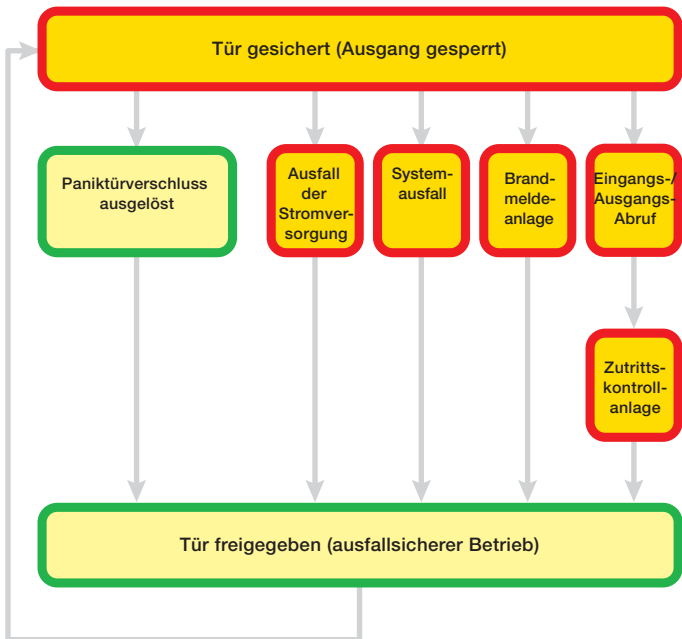 Tür gesichert (Ausgang gesperrt)
Paniktürverschluss
ausgelöst
Ausfall
der
Stromver-
sorgung
System-
ausfall
Brand-
melde-
anlage
Eingangs-/
Ausgangs-
Abruf
Zutritts-
kontroll-
anlage
Tür freigegeben (ausfallsicherer Betrieb)